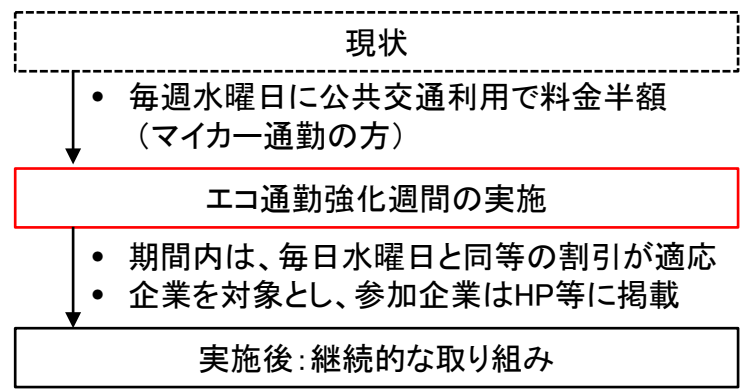 現状
• 毎週水曜日に公共交通利用で料金半額
（マイカー通勤の方）
エコ通勤強化週間の実施
• 期間内は、毎日水曜日と同等の割引が適応
• 企業を対象とし、参加企業はHP等に掲載
実施後：継続的な取り組み